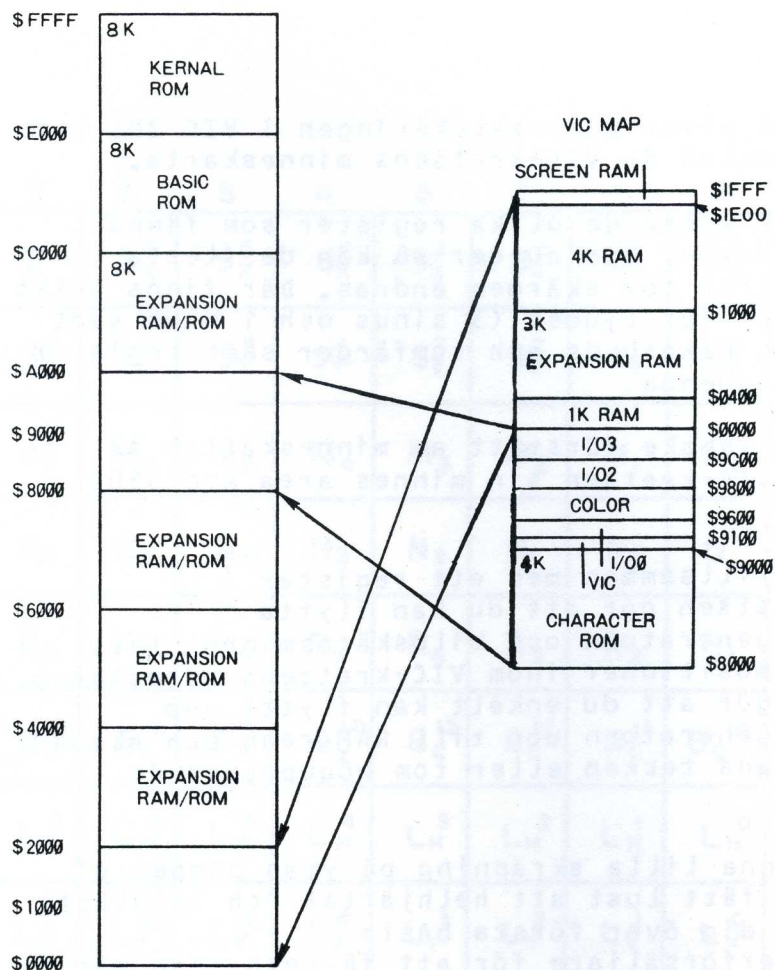 $FFFF
8K
KERNAL
ROM
$E000
8K
BASIC
ROM
$C000
8K
EXPANSION
RAM/ROM
$A000
$9000
$8000
EXPANSION
RAM/ROM
$6000
EXPANSION
RAM/ROM
$4000
EXPANSION
RAM/ROM
$2000
$1000
$0000
VIC MAP
SCREEN RAM
$1FFF
$1E00
4K RAM
$1000
3K
EXPANSION RAM
$0400
1K RAM
$0000
I/03
$9C00
I/02
$9800
COLOR
$9600
$9100
4K
I/00
$9000
VIC
CHARACTER
ROM
$8000